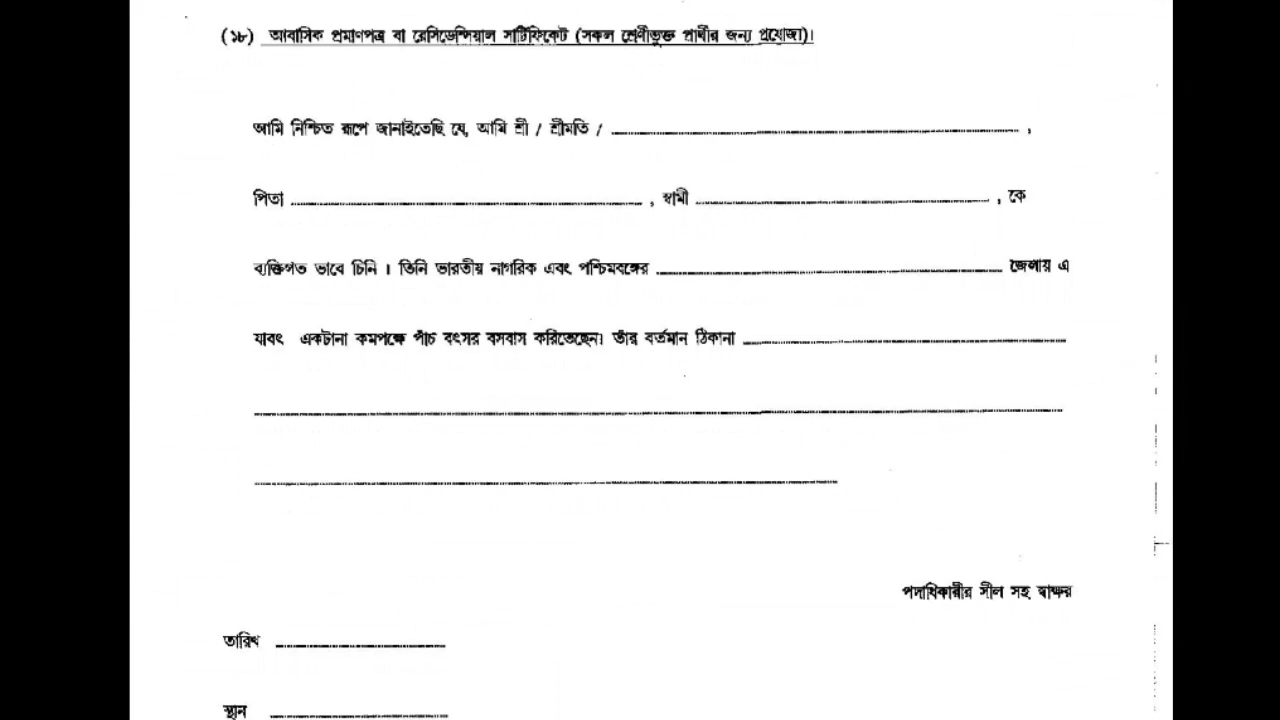 (১৮) আবাসিক প্রমাণপত্র বা রেসিডেন্সিয়াল সার্টিফিকেট (সকল শ্রেণীভুক্ত প্রার্থীর জন্য প্রযোজ্য)।
আমি নিশ্চিত রূপে জানাইতেছি যে, আমি শ্রী / শ্রীমতি / ........................ ,
পিতা ........................ , স্বামী ........................ , কে
ব্যক্তিগত ভাবে চিনি । তিনি ভারতীয় নাগরিক এবং পশ্চিমবঙ্গের ........................ জেলায় এ
যাবৎ একটানা কমপক্ষে পাঁচ বৎসর বসবাস করিতেছেন। তাঁর বর্তমান ঠিকানা ........................
পদাধিকারীর সীল সহ স্বাক্ষর
তারিখ ........................
স্থান ........................